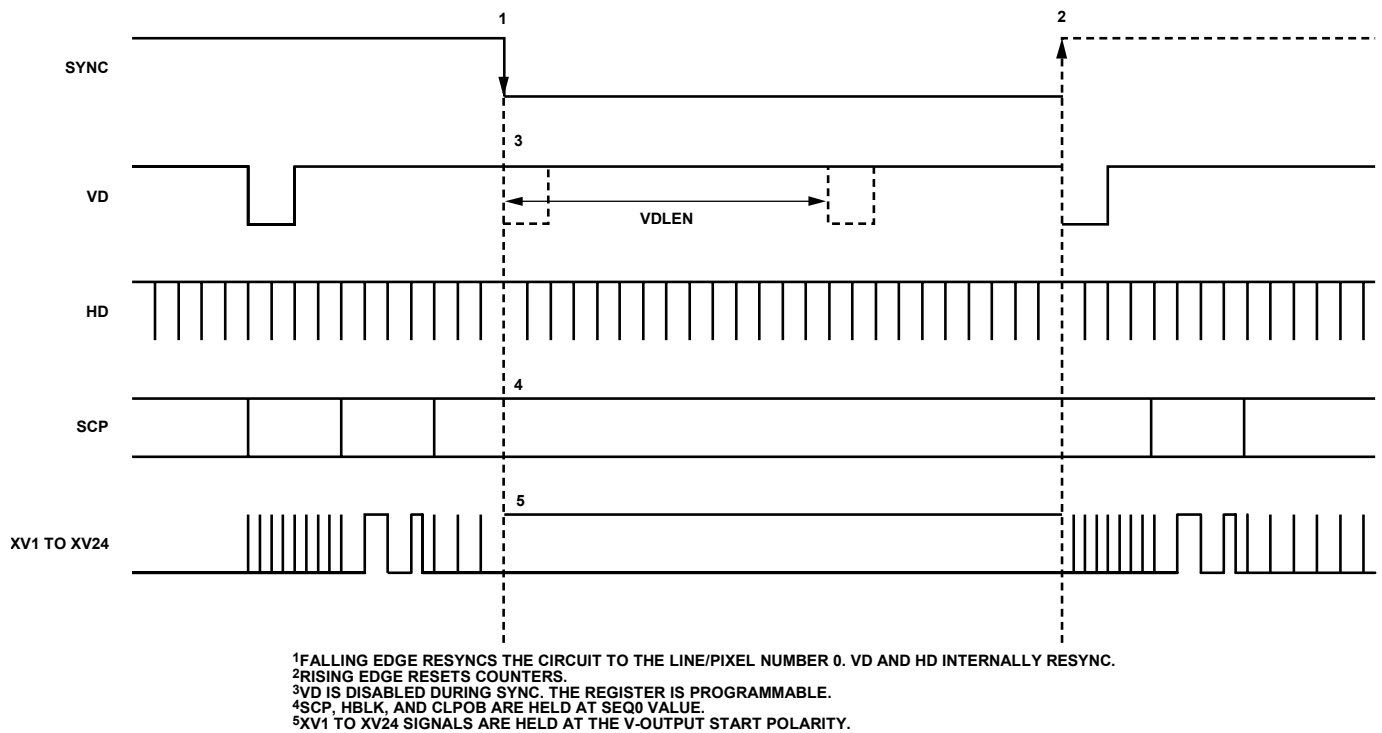 1
2
SYNC
3
VD
VDLEN
HD
4
SCP
5
XV1 TO XV24
1FALLING EDGE RESYNCS THE CIRCUIT TO THE LINE/PIXEL NUMBER 0. VD AND HD INTERNALLY RESYNC.
2RISING EDGE RESETS COUNTERS.
3VD IS DISABLED DURING SYNC. THE REGISTER IS PROGRAMMABLE.
4SCP, HBLK, AND CLPOB ARE HELD AT SEQ0 VALUE.
5XV1 TO XV24 SIGNALS ARE HELD AT THE V-OUTPUT START POLARITY.